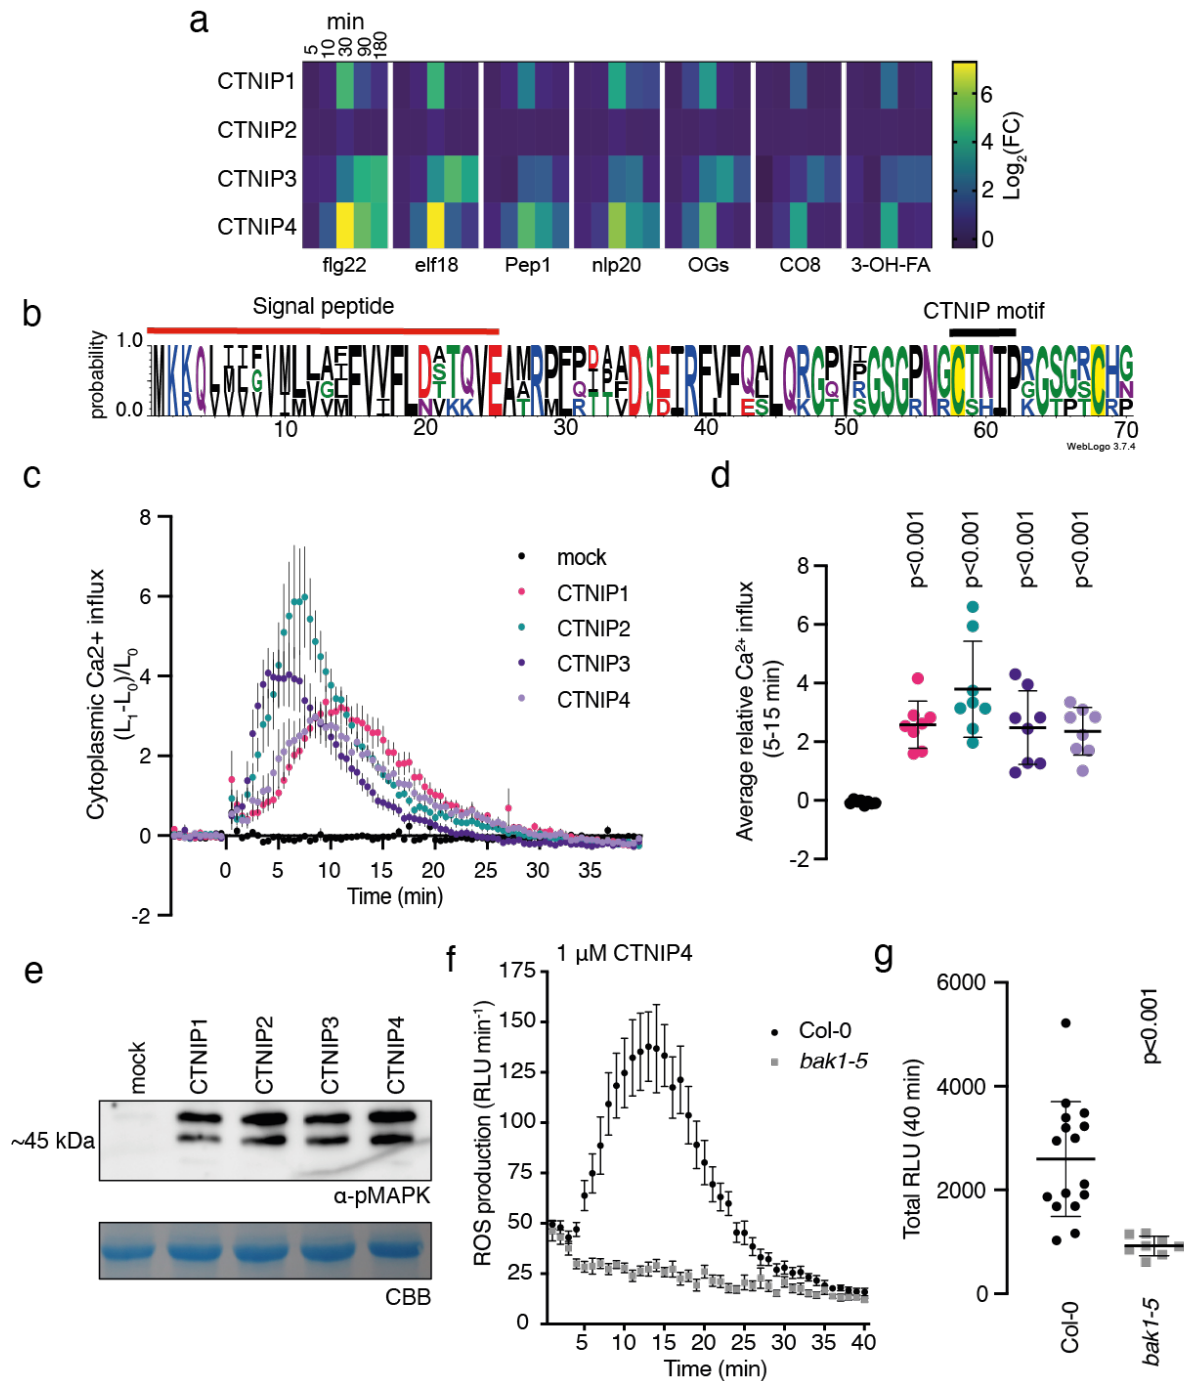 a
min
5 10 30 90 180
CTNIP1
CTNIP2
CTNIP3
CTNIP4
flg22 elf18 Pep1 nlp20 OGs CO8 3-OH-FA
6
4
2
0
Log2(FC)
b
Signal peptide
CTNIP motif
probability
1.0
0.0
10 20 30 40 50 60 70
WebLogo 3.7.4
c
Cytoplasmic Ca2+ influx
(L1-L0)/L0
8
6
4
2
0
-2
0 5 10 15 20 25 30 35
Time (min)
mock
CTNIP1
CTNIP2
CTNIP3
CTNIP4
d
p<0.001 p<0.001 p<0.001 p<0.001
Average relative Ca2+ influx
(5-15 min)
8
6
4
2
0
-2
e
mock CTNIP1 CTNIP2 CTNIP3 CTNIP4
~45 kDa
α-pMAPK
CBB
f
1 µM CTNIP4
ROS production (RLU min-1)
175
150
125
100
75
50
25
0
5 10 15 20 25 30 35 40
Time (min)
Col-0
bak1-5
g
p<0.001
Total RLU (40 min)
6000
4000
2000
0
Col-0 bak1-5